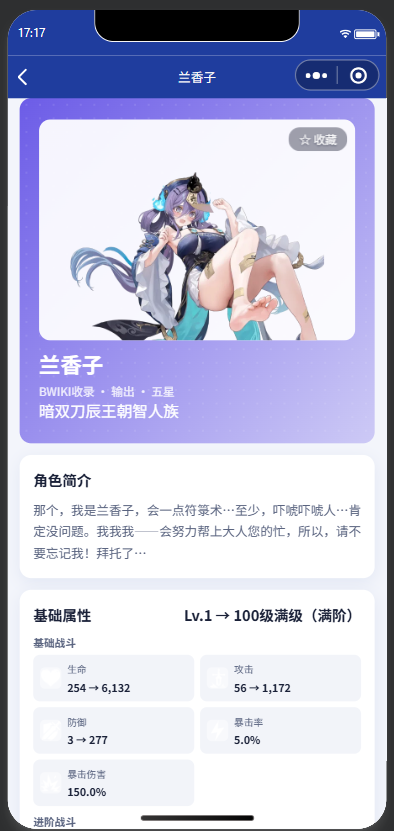 17:17
兰香子
☆ 收藏
兰香子
BWIKI收录 · 输出 · 五星
暗双刀辰王朝智人族
角色简介
那个，我是兰香子，会一点符箓术…至少，吓唬吓唬人…肯
定没问题。我我我——会努力帮上大人您的忙，所以，请不
要忘记我！拜托了…
基础属性
Lv.1 → 100级满级（满阶）
基础战斗
生命
254 → 6,132
攻击
56 → 1,172
防御
3 → 277
暴击率
5.0%
暴击伤害
150.0%
进阶战斗